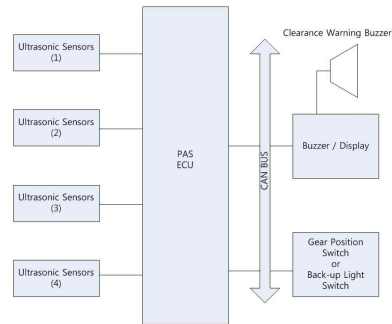 Clearance Warning Buzzer
Ultrasonic Sensors
(1)
Ultrasonic Sensors
(2)
Ultrasonic Sensors
(3)
Ultrasonic Sensors
(4)
PAS
ECU
CAN BUS
Buzzer / Display
Gear Position
Switch
or
Back-up Light
Switch